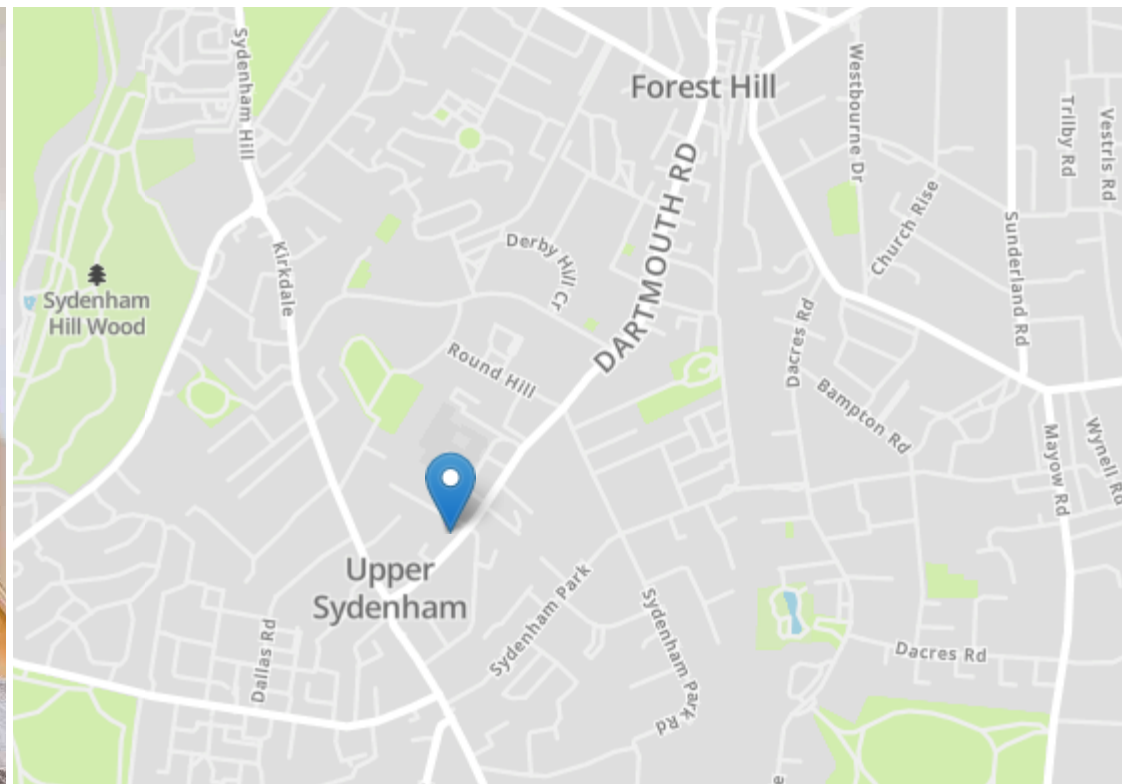 Sydenham Hill
Forest Hill
Westbourne Dr
Trilby Rd
Vestris Rd
DARTMOUTH RD
Church Rise
Sunderland Rd
Derby Hill Cr
Kirkdale
Sydenham
Hill Wood
Dacres Rd
Round Hill
Bampton Rd
Mayow Rd
Wynell Rd
Upper
Sydenham
Sydenham Park
Sydenham Park Rd
Dallas Rd
Dacres Rd